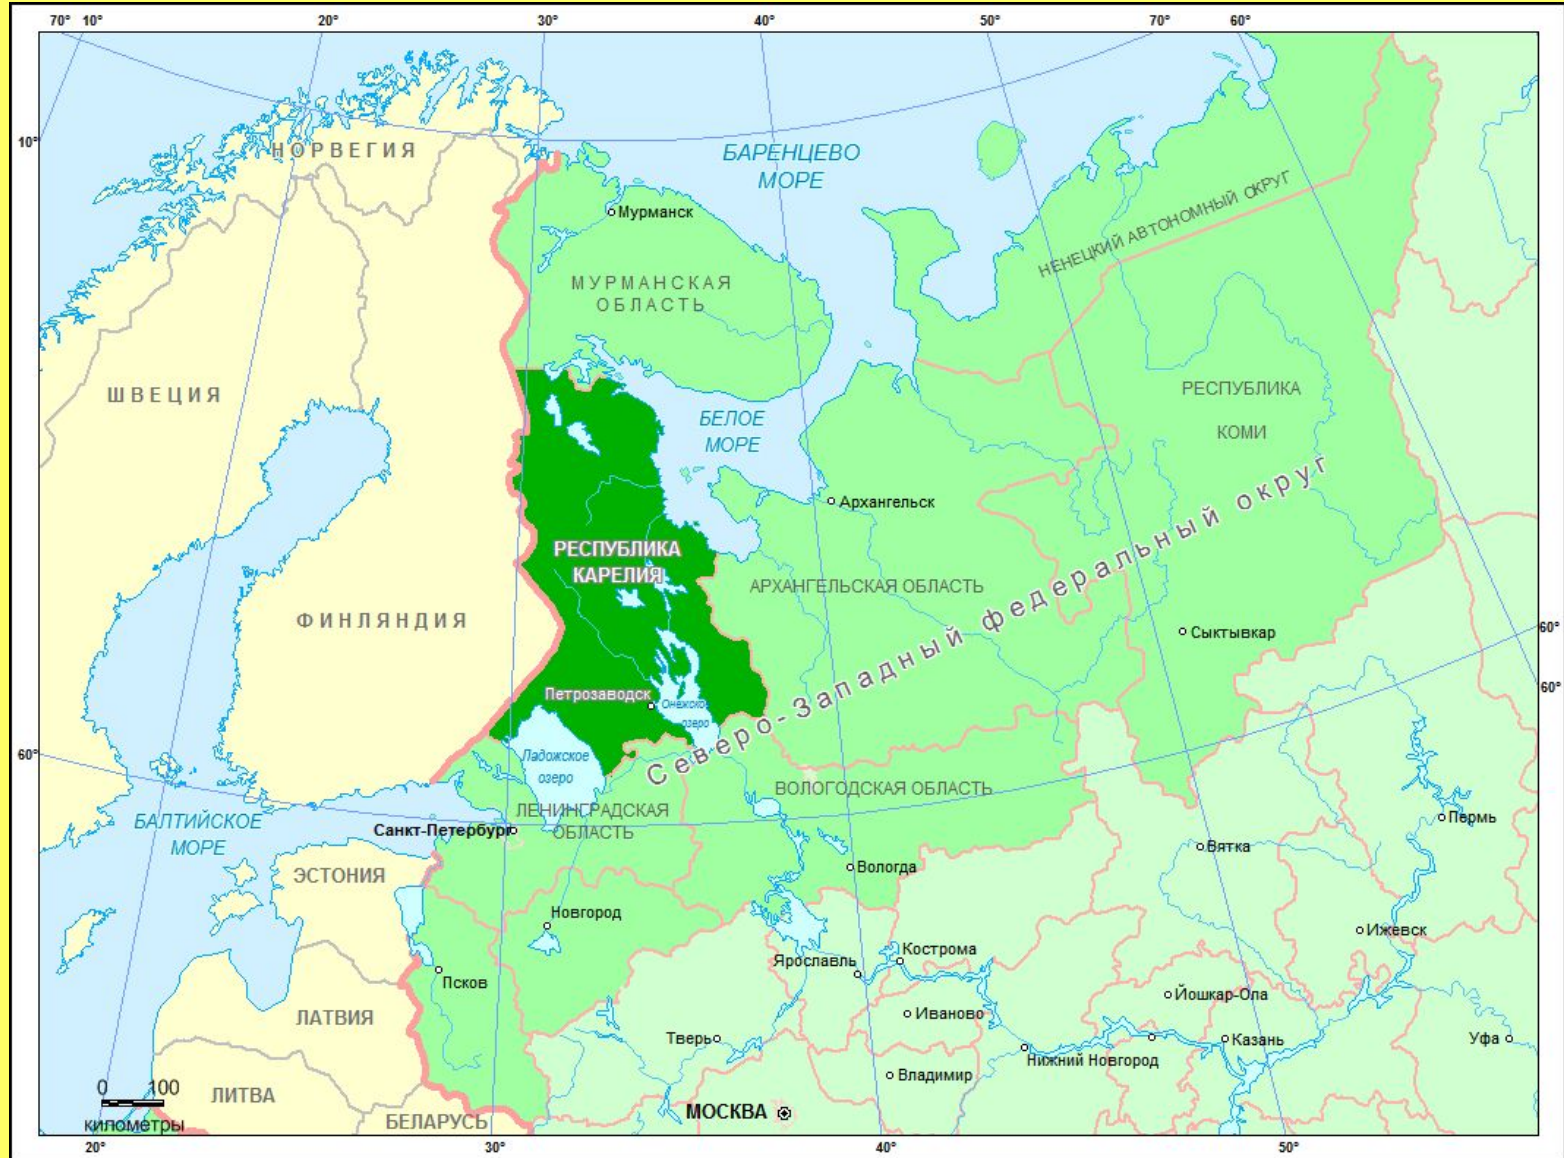 70° 10° 20° 30° 40° 50° 70° 60°
10°
НОРВЕГИЯ
БАРЕНЦЕВО
МОРЕ
Мурманск
НЕНЕЦКИЙ АВТОНОМНЫЙ ОКРУГ
МУРМАНСКАЯ
ОБЛАСТЬ
ШВЕЦИЯ
РЕСПУБЛИКА
КОМИ
БЕЛОЕ
МОРЕ
Архангельск
РЕСПУБЛИКА
КАРЕЛИЯ
АРХАНГЕЛЬСКАЯ ОБЛАСТЬ
Северо-Западный федеральный округ
ФИНЛЯНДИЯ
Сыктывкар
60°
60°
Петрозаводск
Онежско
озеро
Ладожское
озеро
60°
ВОЛОГОДСКАЯ ОБЛАСТЬ
ЛЕНИНГРАДСКАЯ
ОБЛАСТЬ
БАЛТИЙСКОЕ
МОРЕ
Санкт-Петербург
Пермь
Вятка
Вологда
ЭСТОНИЯ
Новгород
Ижевск
Кострома
Ярославль
Псков
Йошкар-Ола
Иваново
ЛАТВИЯ
Тверь
Казань
Уфа
Нижний Новгород
Владимир
0 100
километры
ЛИТВА
МОСКВА
БЕЛАРУСЬ
20° 30° 40° 50°